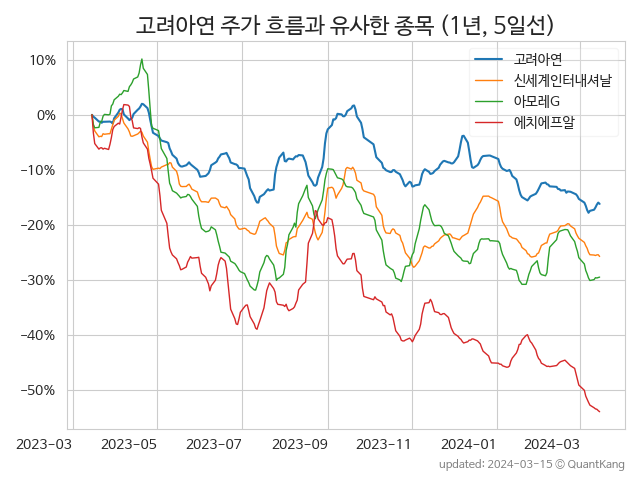 고려아연 주가 흐름과 유사한 종목 (1년, 5일선)
고려아연
신세계인터내셔날
아모레G
에치에프알
10%
0%
−10%
−20%
−30%
−40%
−50%
2023-03 2023-05 2023-07 2023-09 2023-11 2024-01 2024-03
updated: 2024-03-15 © QuantKang